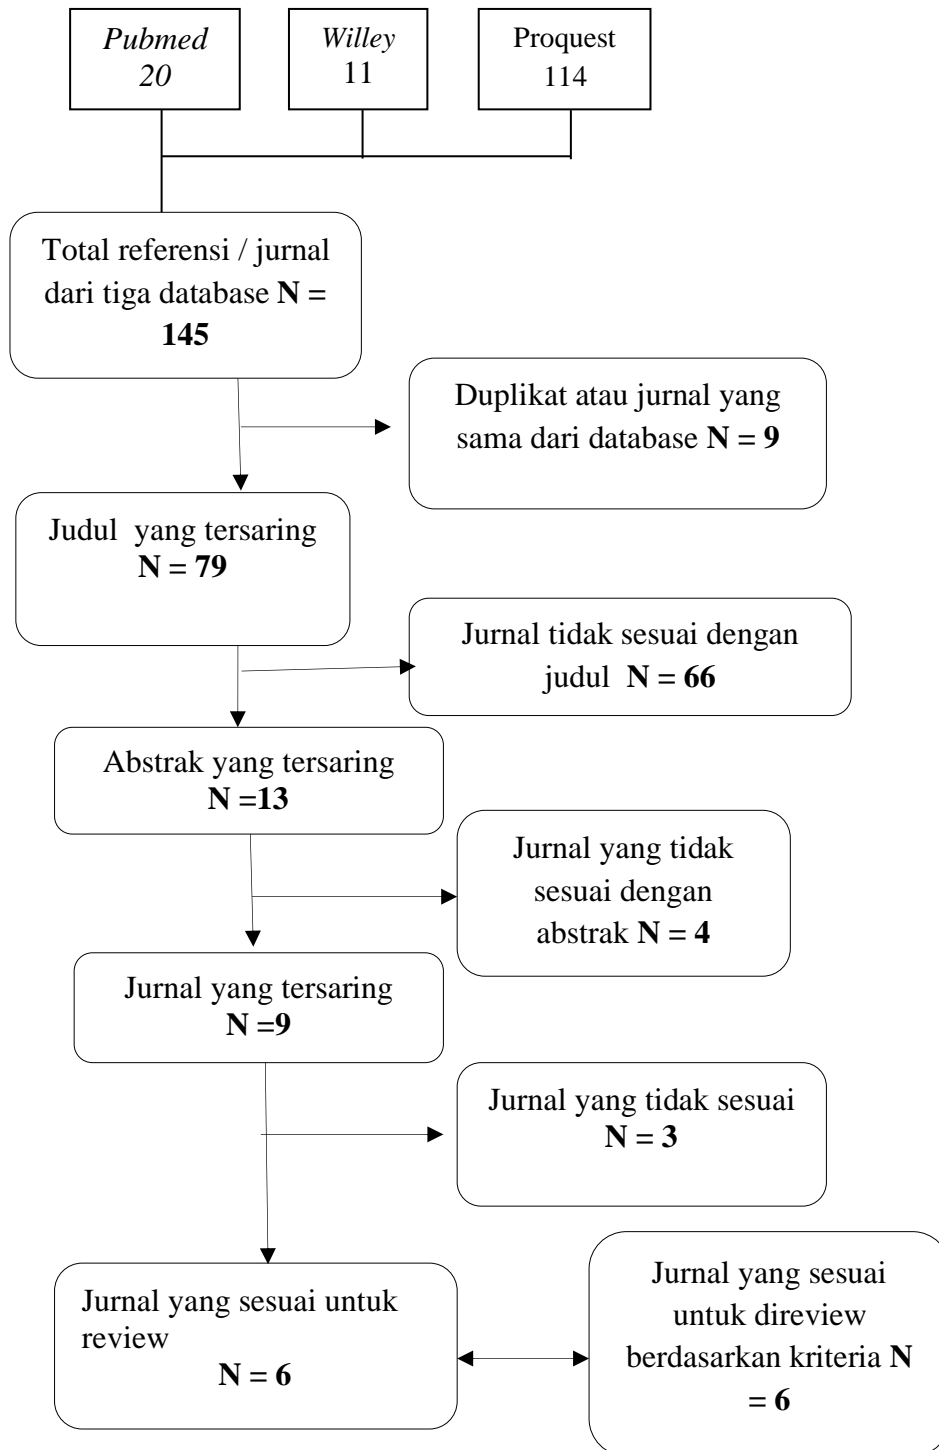 Pubmed
20
Willey
11
Proquest
114
Total referensi / jurnal
dari tiga database N =
145
Duplikat atau jurnal yang
sama dari database N = 9
Judul yang tersaring
N = 79
Jurnal tidak sesuai dengan
judul N = 66
Abstrak yang tersaring
N =13
Jurnal yang tidak
sesuai dengan
abstrak N = 4
Jurnal yang tersaring
N =9
Jurnal yang tidak sesuai
N = 3
Jurnal yang sesuai untuk
review
N = 6
Jurnal yang sesuai
untuk direview
berdasarkan kriteria N
= 6